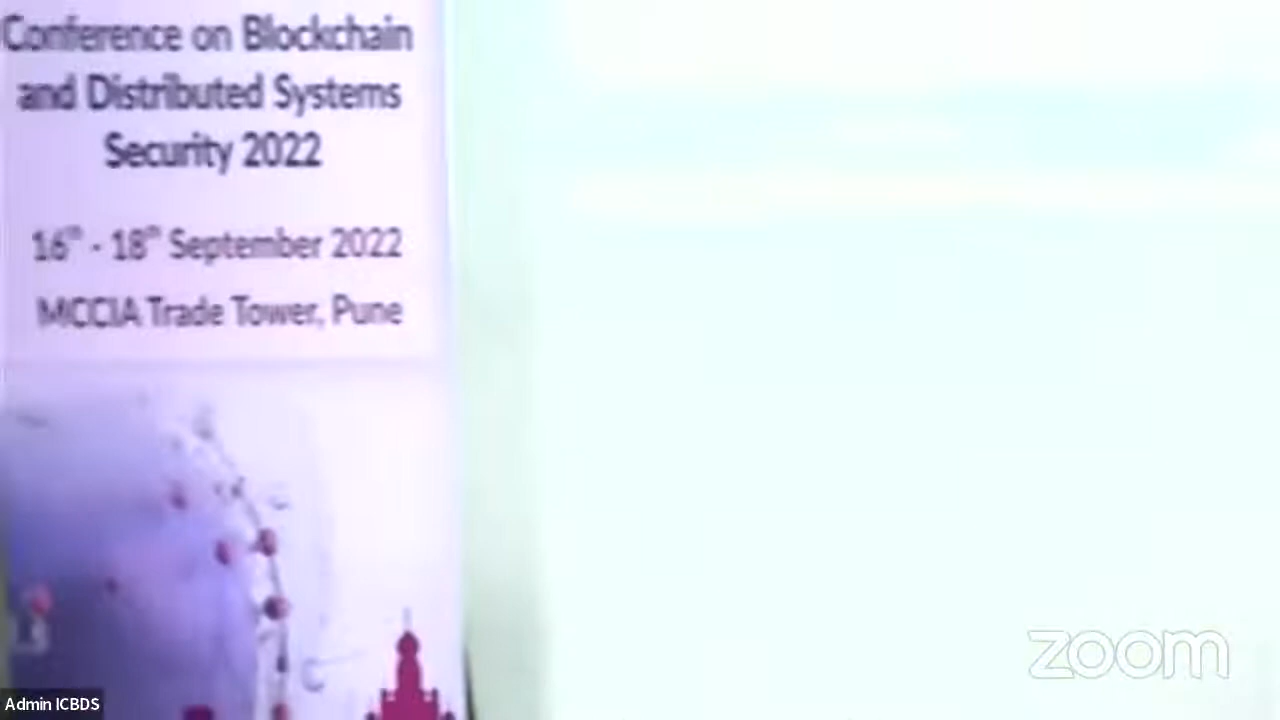 Conference on Blockchain
and Distributed Systems
Security 2022
16th - 18th September 2022
MCCIA Trade Tower, Pune
zoom
Admin ICBDS